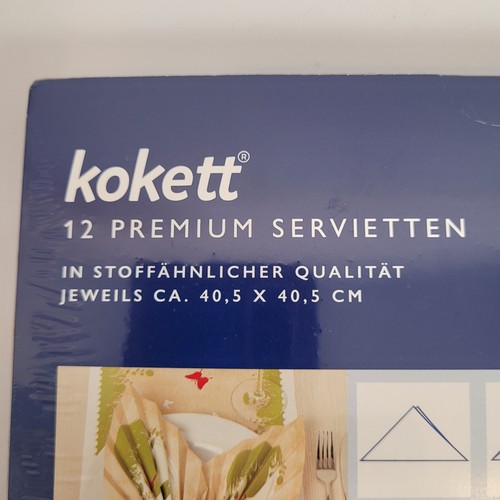 kokett®
12 PREMIUM SERVIETTEN
IN STOFFÄHNLICHER QUALITÄT
JEWEILS CA. 40,5 X 40,5 CM